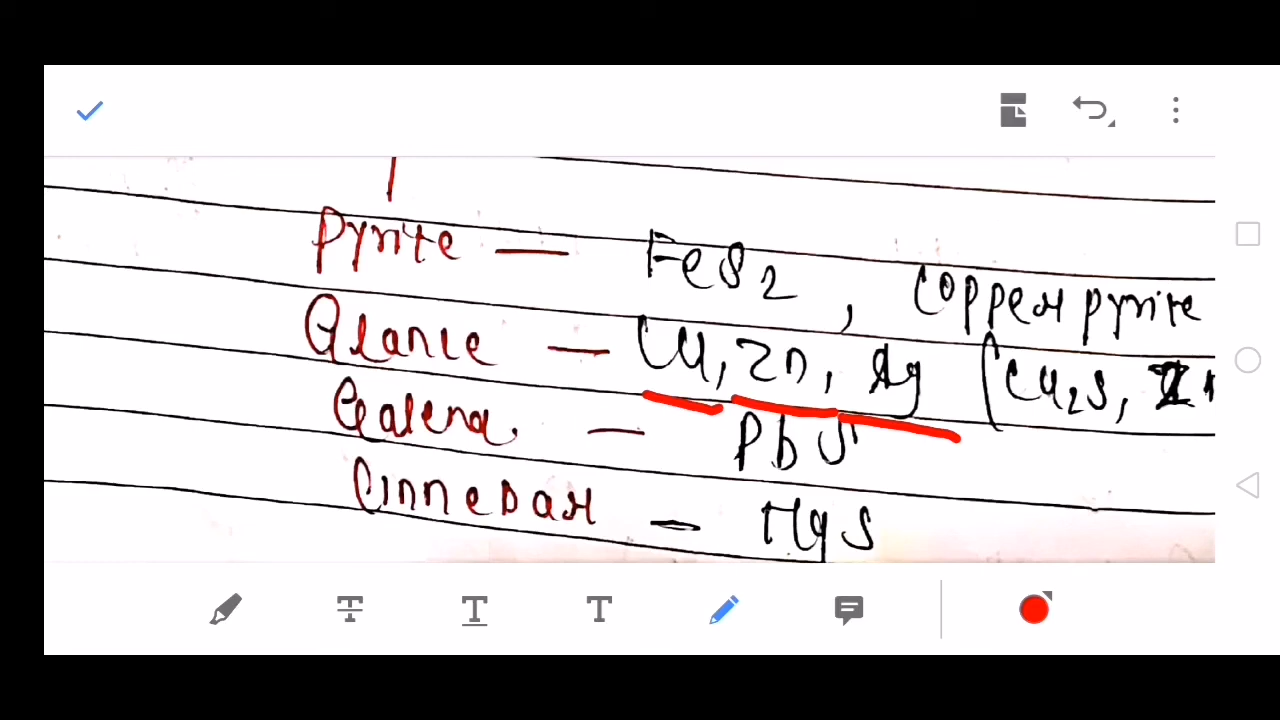 Pyrite — FeS2, Copper pyrite
Glance — Cu, Zn, Ag (Cu2S, Z
Galena — PbS
Cinnebar — HgS